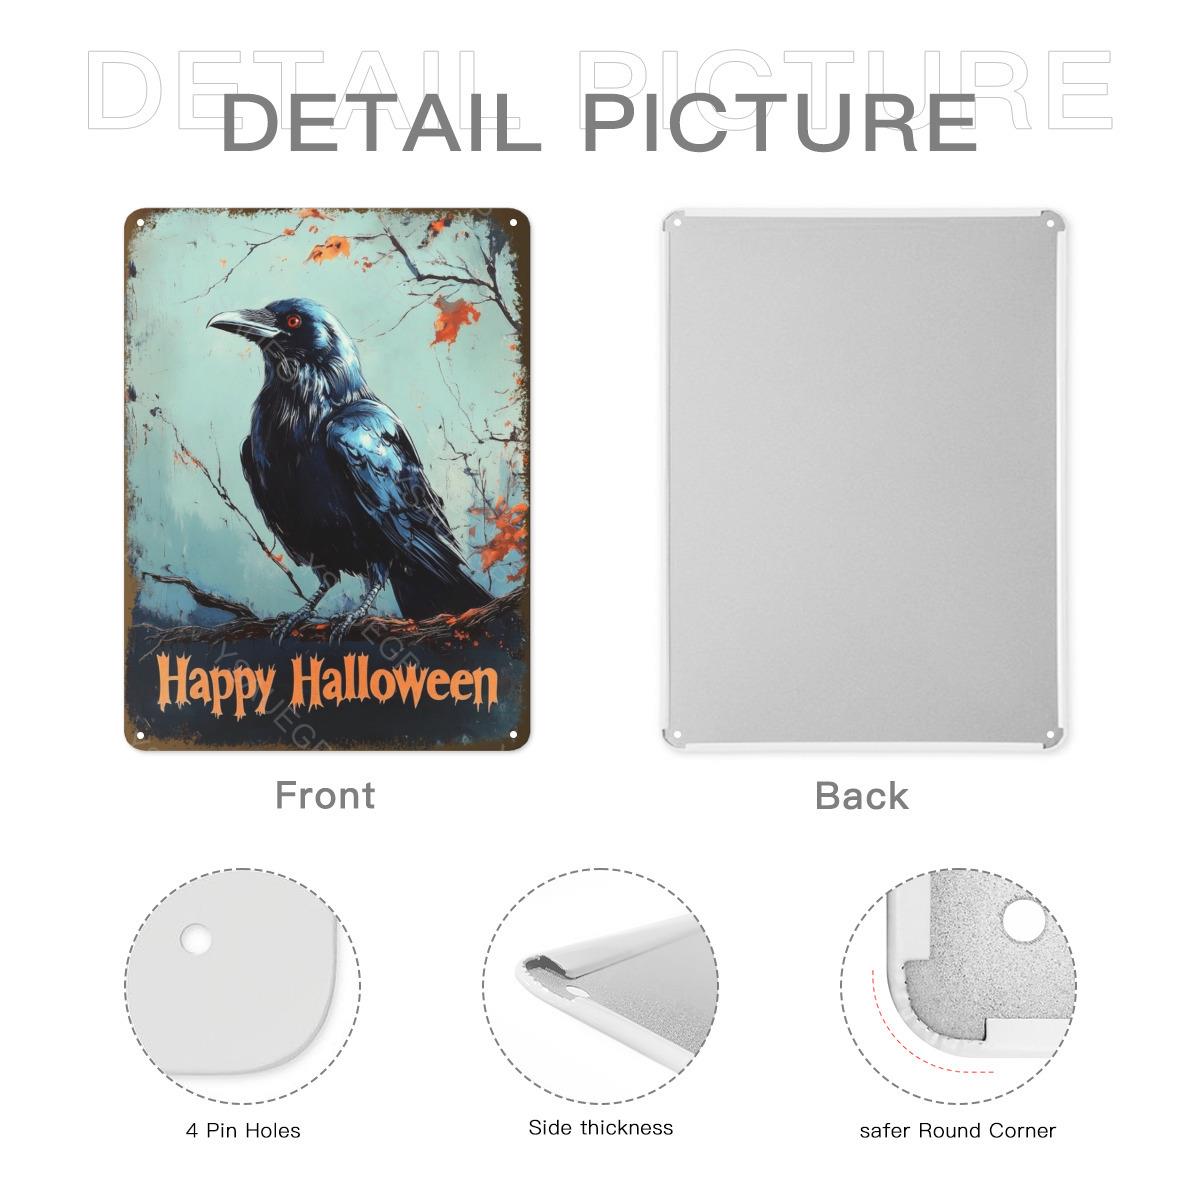 DETAIL PICTURE
DETAIL PICTURE
Happy Halloween
Front
Back
4 Pin Holes
Side thickness
safer Round Corner